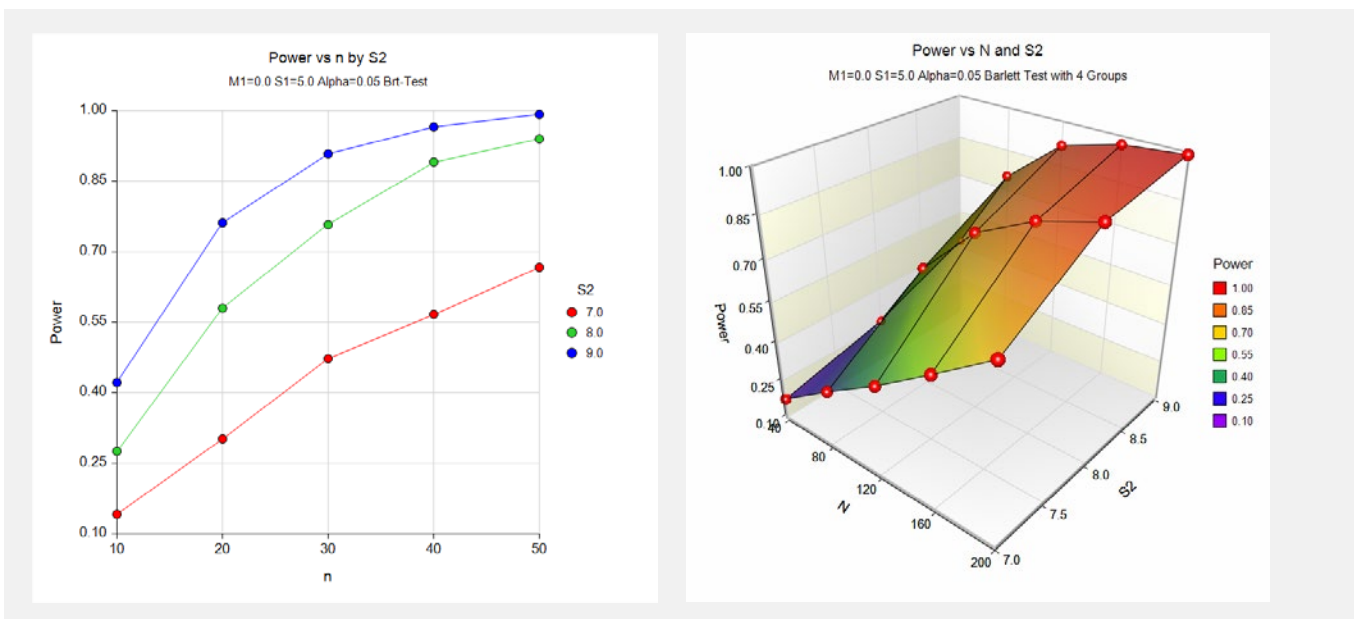 Power vs n by S2
M1=0.0 S1=5.0 Alpha=0.05 Brt-Test
1.00
0.85
0.70
0.55
0.40
0.25
0.10
Power
10 20 30 40 50
n
S2
7.0
8.0
9.0
Power vs N and S2
M1=0.0 S1=5.0 Alpha=0.05 Barlett Test with 4 Groups
1.00
0.85
0.70
0.55
0.40
0.25
0.10
Power
40
80
120
160
200
N
7.0
7.5
8.0
8.5
9.0
S2
Power
1.00
0.85
0.70
0.55
0.40
0.25
0.10